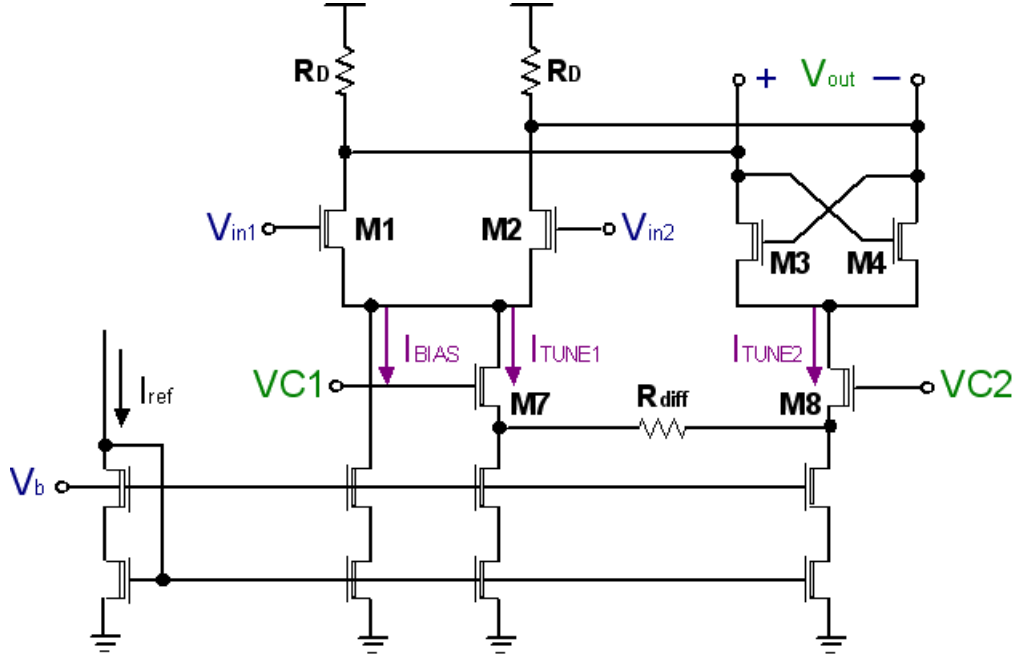 RD
RD
+ Vout −
Vin1
M1
M2
Vin2
M3
M4
IBIAS
ITUNE1
ITUNE2
VC1
Iref
M7
Rdiff
M8
VC2
Vb